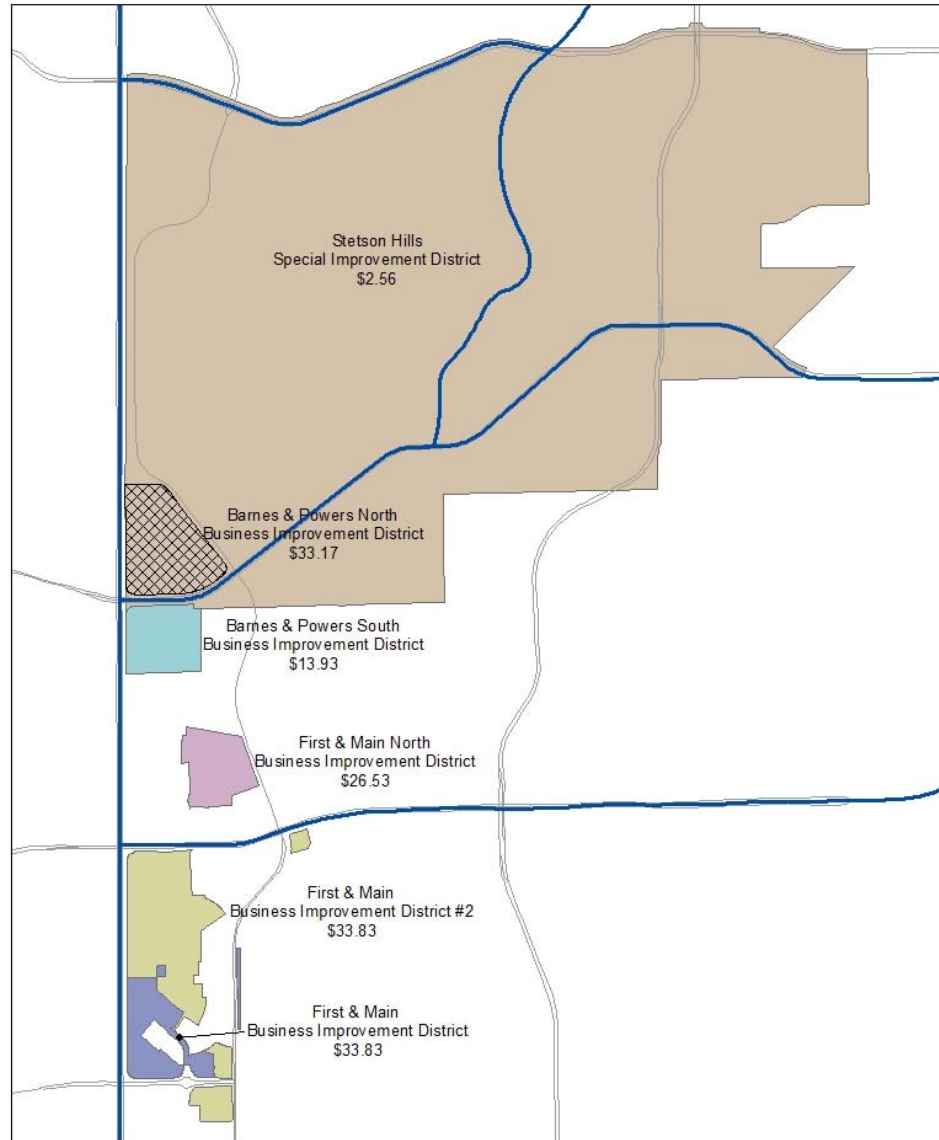 Stetson Hills
Special Improvement District
$2.56
Barnes & Powers North
Business Improvement District
$33.17
Barnes & Powers South
Business Improvement District
$13.93
First & Main North
Business Improvement District
$26.53
First & Main
Business Improvement District #2
$33.83
First & Main
Business Improvement District
$33.83